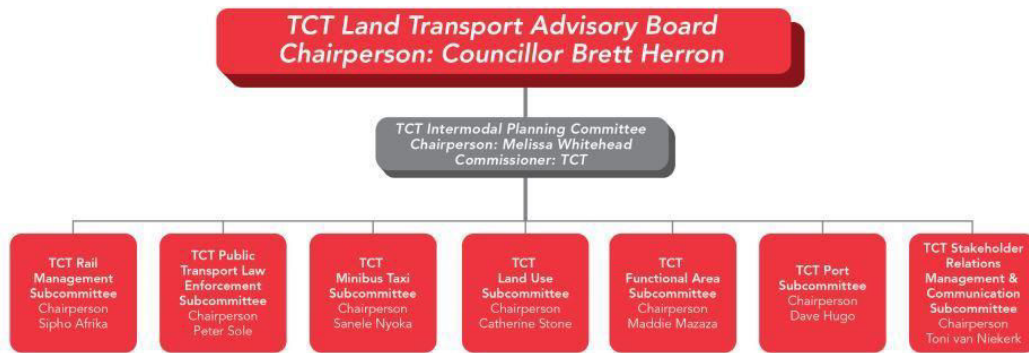 TCT Land Transport Advisory Board
Chairperson: Councillor Brett Herron
TCT Intermodal Planning Committee
Chairperson: Melissa Whitehead
Commissioner: TCT
TCT Rail
Management
Subcommittee
Chairperson
Sipho Afrika
TCT Public
Transport Law
Enforcement
Subcommittee
Chairperson
Peter Sole
TCT
Minibus Taxi
Subcommittee
Chairperson
Sanele Nyoka
TCT
Land Use
Subcommittee
Chairperson
Catherine Stone
TCT
Functional Area
Subcommittee
Chairperson
Maddie Mazaza
TCT Port
Subcommittee
Chairperson
Dave Hugo
TCT Stakeholder
Relations
Management &
Communication
Subcommittee
Chairperson
Toni van Niekerk